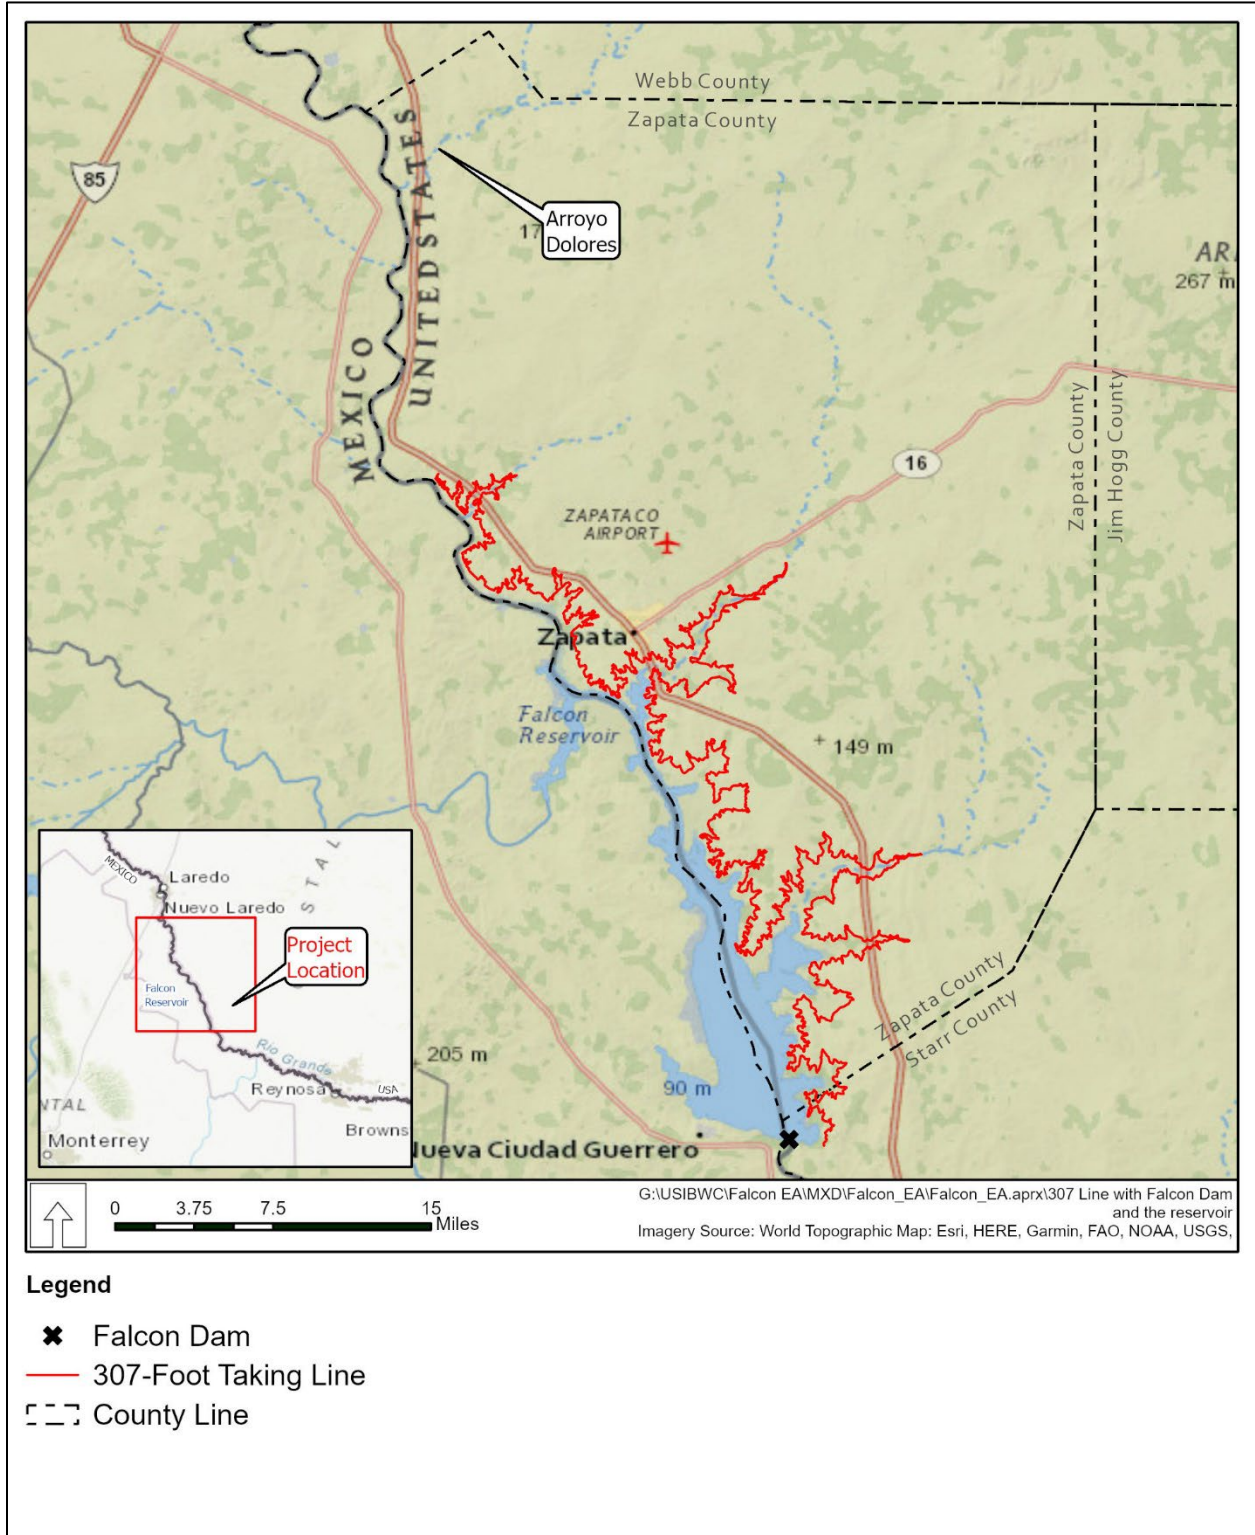 Webb County
Zapata County
85
UNITED STATES
MEXICO
Arroyo
Dolores
17
AR
267 m
Zapata County
Jim Hogg County
16
ZAPATA CO
AIRPORT
Zapata
Falcon
Reservoir
149 m
Zapata County
Starr County
205 m
90 m
Nueva Ciudad Guerrero
MEXICO
Laredo
Nuevo Laredo
S T A L
Project
Location
Falcon
Reservoir
Rio Grande
Reynosa
USA
NTAL
Monterrey
Browns
0 3.75 7.5 15
Miles
G:\USIBWC\Falcon EA\MXD\Falcon_EA\Falcon_EA.aprx\307 Line with Falcon Dam
and the reservoir
Imagery Source: World Topographic Map: Esri, HERE, Garmin, FAO, NOAA, USGS,
Legend
Falcon Dam
307-Foot Taking Line
County Line